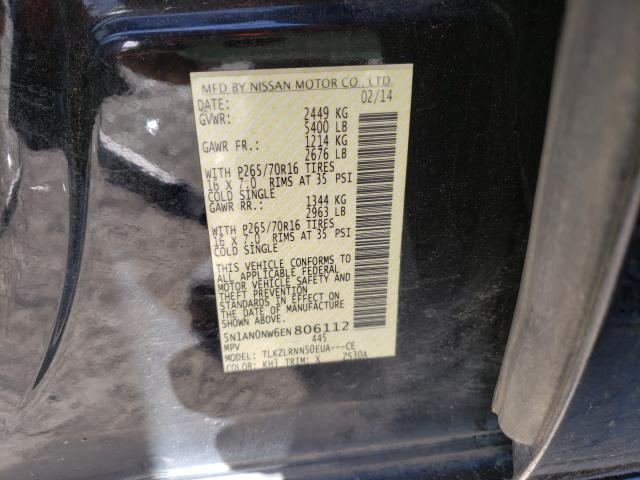 MFD BY NISSAN MOTOR CO., LTD.
DATE: 02/14
GVWR: 2449 KG
5400 LB
GAWR FR.: 1214 KG
2676 LB
WITH P265/70R16 TIRES
16 X 7.0 RIMS AT 35 PSI
COLD SINGLE
GAWR RR.: 1344 KG
2963 LB
WITH P265/70R16 TIRES
16 X 7.0 RIMS AT 35 PSI
COLD SINGLE
THIS VEHICLE CONFORMS TO
ALL APPLICABLE FEDERAL
MOTOR VEHICLE SAFETY AND
THEFT PREVENTION
STANDARDS IN EFFECT ON
THE DATE OF MANUFACTURE
SHOWN ABOVE.
5N1AN0NW6EN806112
MPV 445
MODEL: TLKZLRNN50EUA---CE
COLOR: KH3 TRIM: X ZS30A